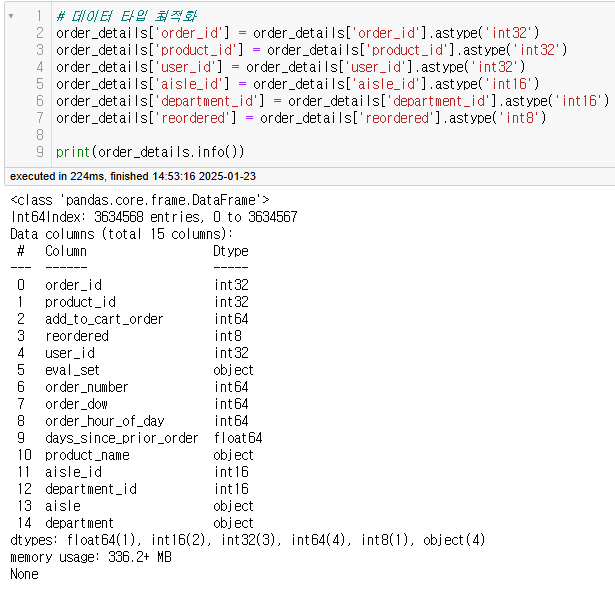 1 # 데이터 타입 최적화
2 order_details['order_id'] = order_details['order_id'].astype('int32')
3 order_details['product_id'] = order_details['product_id'].astype('int32')
4 order_details['user_id'] = order_details['user_id'].astype('int32')
5 order_details['aisle_id'] = order_details['aisle_id'].astype('int16')
6 order_details['department_id'] = order_details['department_id'].astype('int16')
7 order_details['reordered'] = order_details['reordered'].astype('int8')
8
9 print(order_details.info())
executed in 224ms, finished 14:53:16 2025-01-23
<class 'pandas.core.frame.DataFrame'>
Int64Index: 3634568 entries, 0 to 3634567
Data columns (total 15 columns):
 #   Column                  Dtype
---  ------                  -----
 0   order_id                int32
 1   product_id              int32
 2   add_to_cart_order       int64
 3   reordered               int8
 4   user_id                 int32
 5   eval_set                object
 6   order_number            int64
 7   order_dow               int64
 8   order_hour_of_day       int64
 9   days_since_prior_order  float64
 10  product_name            object
 11  aisle_id                int16
 12  department_id           int16
 13  aisle                   object
 14  department              object
dtypes: float64(1), int16(2), int32(3), int64(4), int8(1), object(4)
memory usage: 336.2+ MB
None